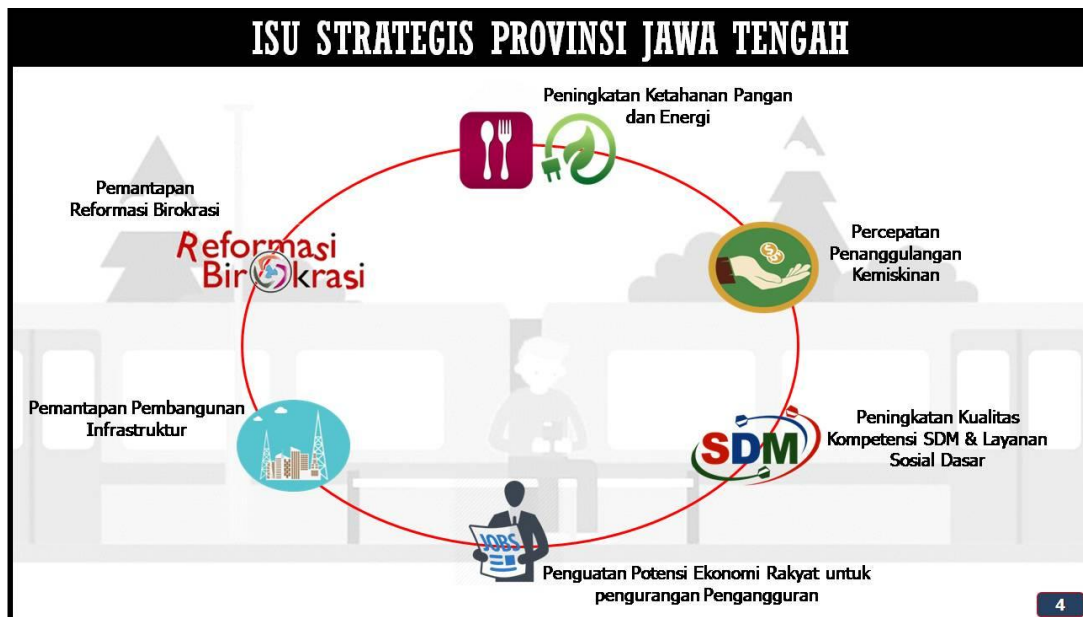 ISU STRATEGIS PROVINSI JAWA TENGAH
Peningkatan Ketahanan Pangan
dan Energi
Percepatan
Penanggulangan
Kemiskinan
Peningkatan Kualitas
Kompetensi SDM & Layanan
Sosial Dasar
SDM
Penguatan Potensi Ekonomi Rakyat untuk
pengurangan Pengangguran
JOBS
Pemantapan Pembangunan
Infrastruktur
Pemantapan
Reformasi Birokrasi
Reformasi
Birokrasi
4